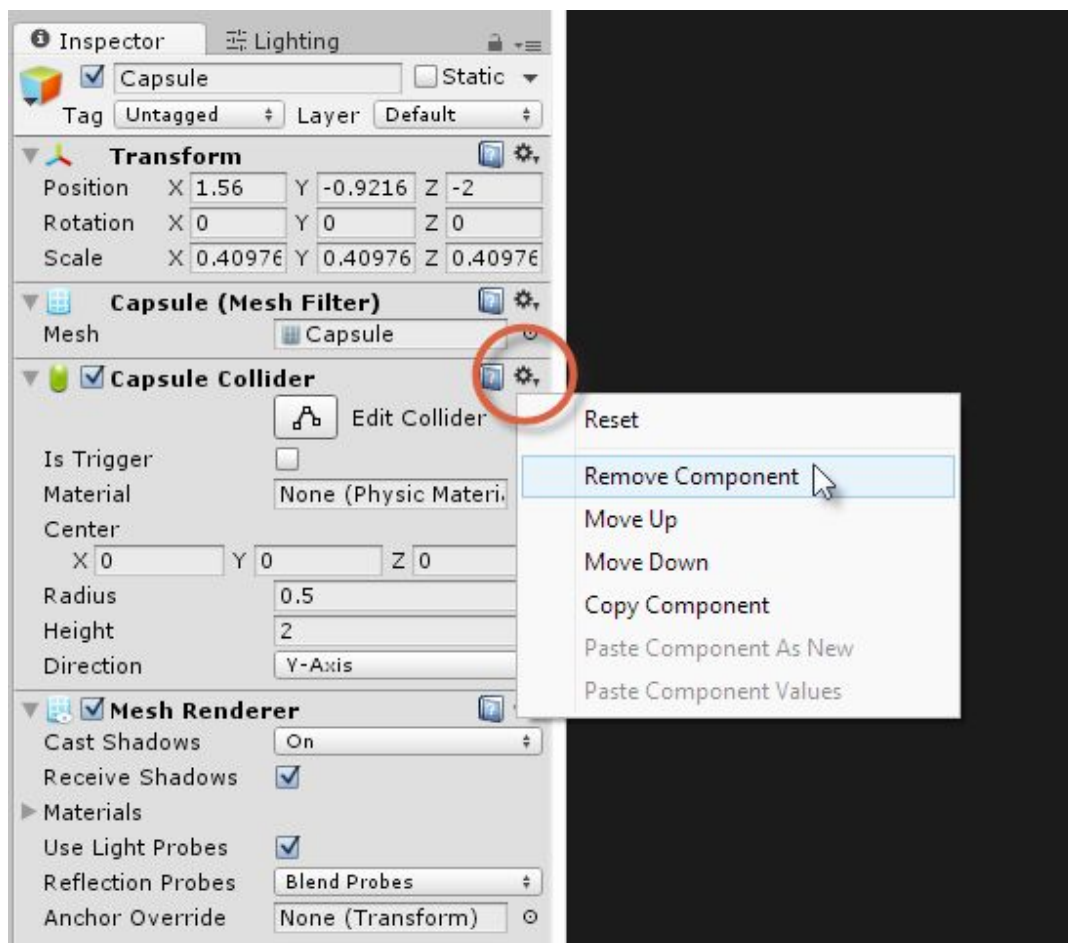 Inspector Lighting
Capsule Static
Tag Untagged Layer Default
Transform
Position X 1.56 Y -0.9216 Z -2
Rotation X 0 Y 0 Z 0
Scale X 0.40976 Y 0.40976 Z 0.40976
Capsule (Mesh Filter)
Mesh Capsule
Capsule Collider
Edit Collider
Is Trigger
Material None (Physic Materi
Center
X 0 Y 0 Z 0
Radius 0.5
Height 2
Direction Y-Axis
Reset
Remove Component
Move Up
Move Down
Copy Component
Paste Component As New
Paste Component Values
Mesh Renderer
Cast Shadows On
Receive Shadows
Materials
Use Light Probes
Reflection Probes Blend Probes
Anchor Override None (Transform)